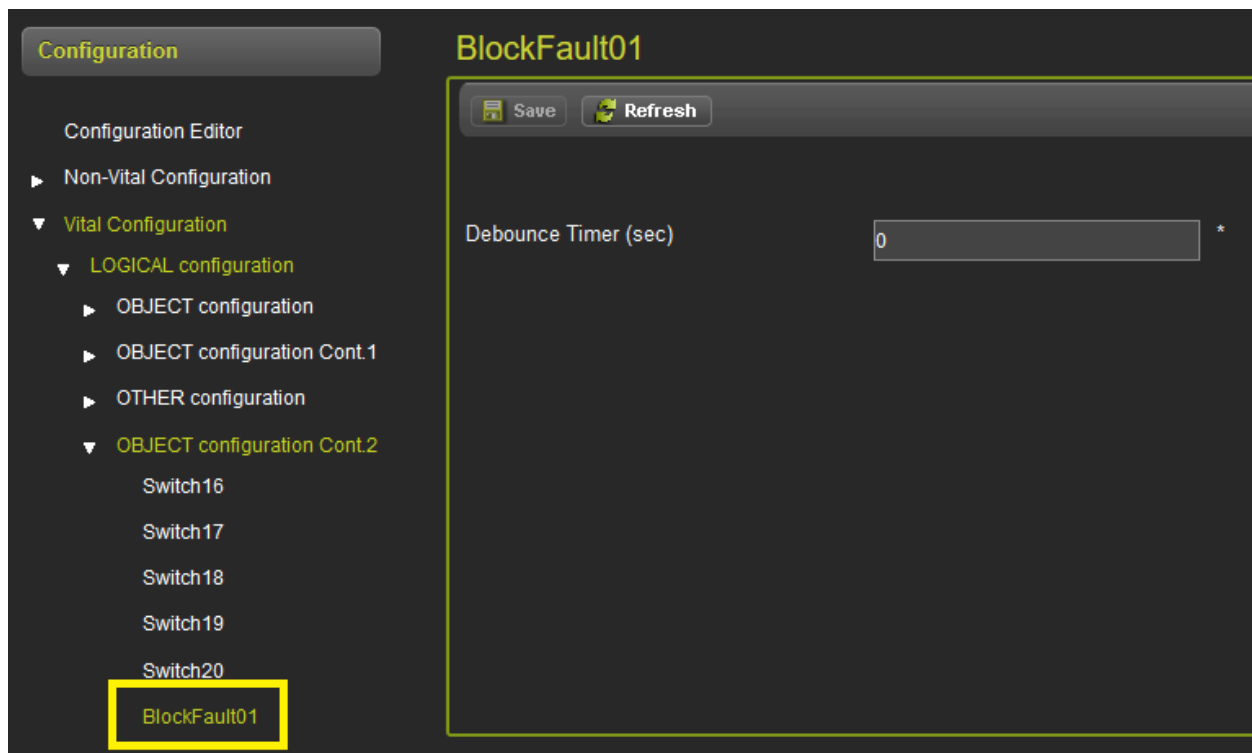 Configuration
Configuration Editor
Non-Vital Configuration
Vital Configuration
LOGICAL configuration
OBJECT configuration
OBJECT configuration Cont.1
OTHER configuration
OBJECT configuration Cont.2
Switch16
Switch17
Switch18
Switch19
Switch20
BlockFault01
BlockFault01
Save Refresh
Debounce Timer (sec) 0 *